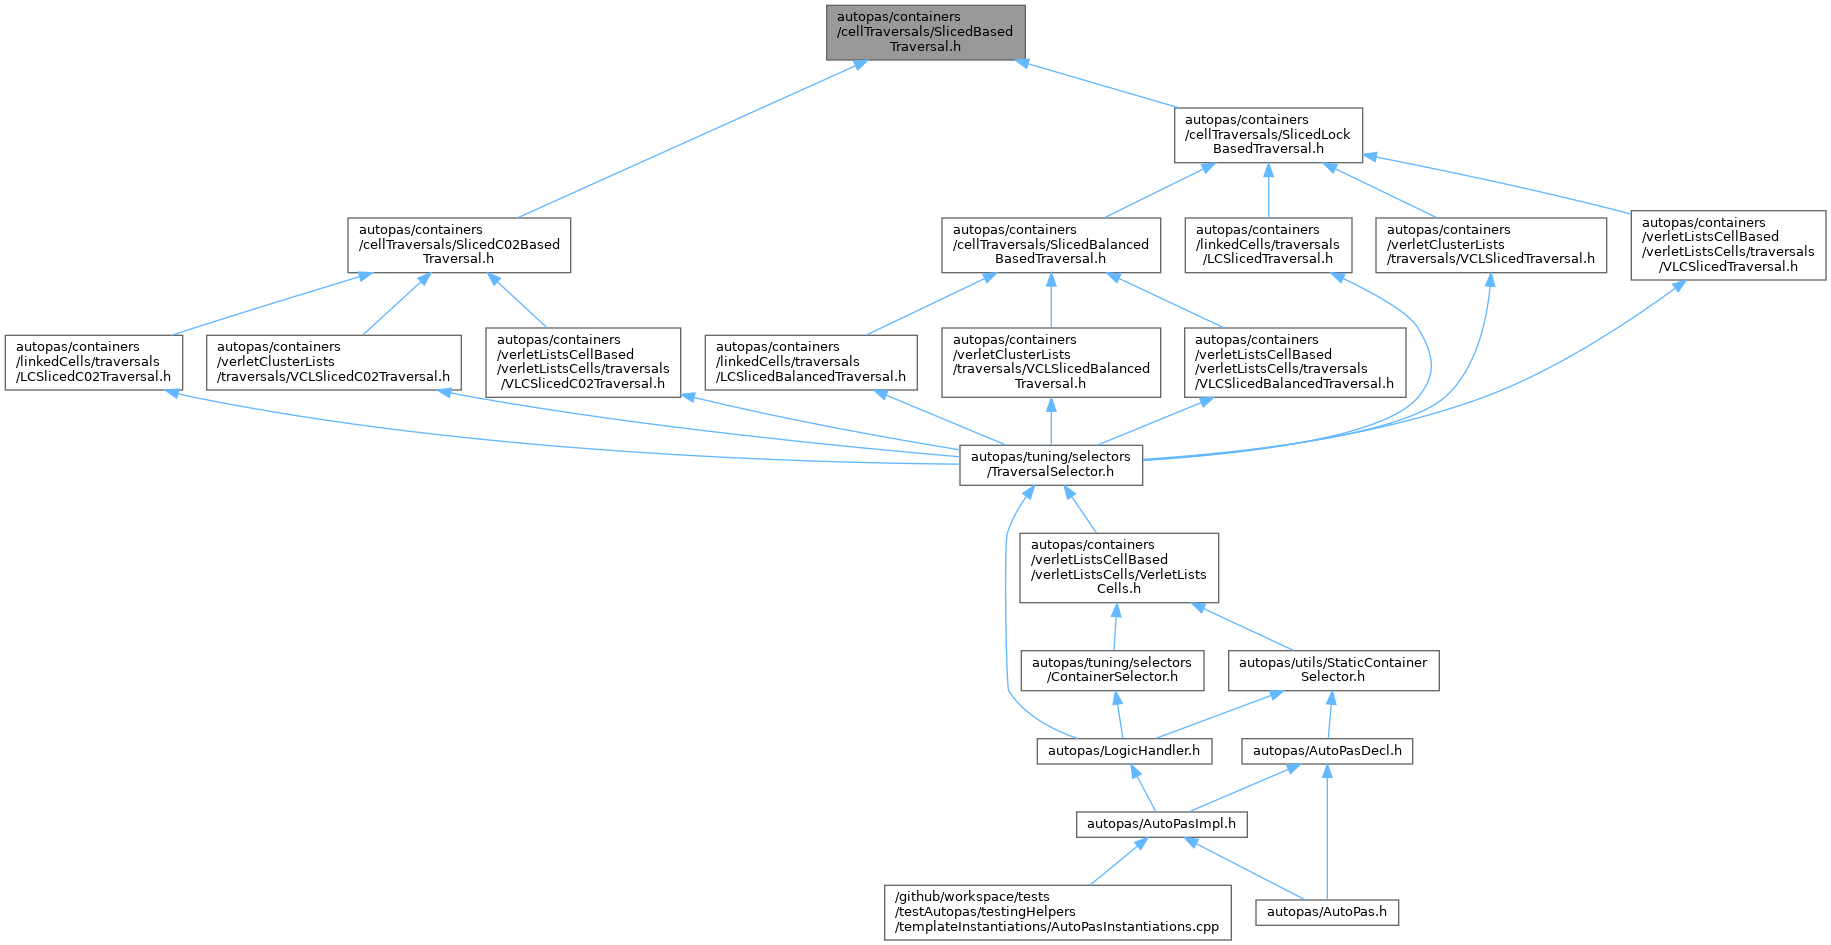 autopas/containers
/cellTraversals/SlicedBased
Traversal.h
autopas/containers
/cellTraversals/SlicedLock
BasedTraversal.h
autopas/containers
/cellTraversals/SlicedC02Based
Traversal.h
autopas/containers
/cellTraversals/SlicedBalanced
BasedTraversal.h
autopas/containers
/linkedCells/traversals
/LCSlicedTraversal.h
autopas/containers
/verletClusterLists
/traversals/VCLSlicedTraversal.h
autopas/containers
/verletListsCellBased
/verletListsCells/traversals
/VLCSlicedTraversal.h
autopas/containers
/linkedCells/traversals
/LCSlicedC02Traversal.h
autopas/containers
/verletClusterLists
/traversals/VCLSlicedC02Traversal.h
autopas/containers
/verletListsCellBased
/verletListsCells/traversals
/VLCSlicedC02Traversal.h
autopas/containers
/linkedCells/traversals
/LCSlicedBalancedTraversal.h
autopas/containers
/verletClusterLists
/traversals/VCLSlicedBalanced
Traversal.h
autopas/containers
/verletListsCellBased
/verletListsCells/traversals
/VLCSlicedBalancedTraversal.h
autopas/tuning/selectors
/TraversalSelector.h
autopas/containers
/verletListsCellBased
/verletListsCells/VerletLists
Cells.h
autopas/tuning/selectors
/ContainerSelector.h
autopas/utils/StaticContainer
Selector.h
autopas/LogicHandler.h
autopas/AutoPasDecl.h
autopas/AutoPasImpl.h
/github/workspace/tests
/testAutopas/testingHelpers
/templateInstantiations/AutoPasInstantiations.cpp
autopas/AutoPas.h